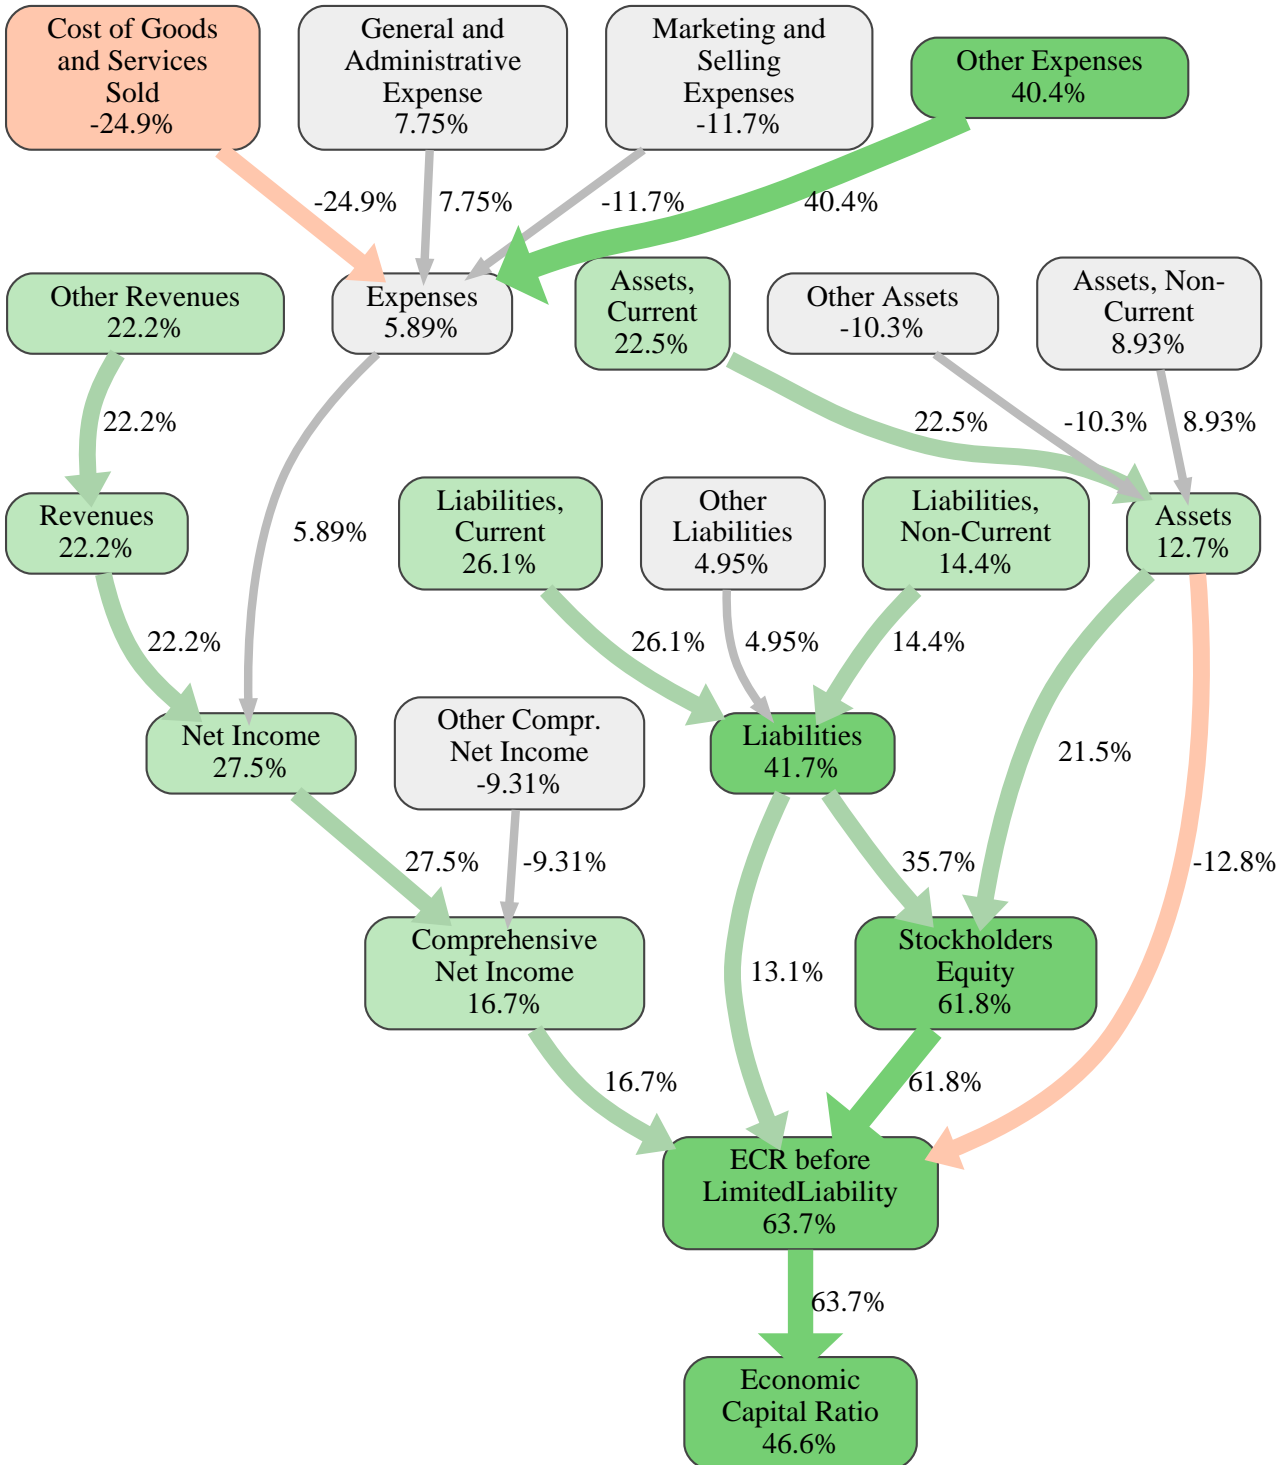 Cost of Goods
and Services
Sold
-24.9%
General and
Administrative
Expense
7.75%
Marketing and
Selling
Expenses
-11.7%
Other Expenses
40.4%
-24.9%
7.75%
-11.7%
40.4%
Other Revenues
22.2%
Expenses
5.89%
Assets,
Current
22.5%
Other Assets
-10.3%
Assets, Non-
Current
8.93%
22.2%
22.5%
-10.3%
8.93%
Revenues
22.2%
5.89%
Liabilities,
Current
26.1%
Other
Liabilities
4.95%
Liabilities,
Non-Current
14.4%
Assets
12.7%
22.2%
26.1%
4.95%
14.4%
Net Income
27.5%
Other Compr.
Net Income
-9.31%
Liabilities
41.7%
21.5%
27.5%
-9.31%
35.7%
-12.8%
Comprehensive
Net Income
16.7%
13.1%
Stockholders
Equity
61.8%
16.7%
61.8%
ECR before
LimitedLiability
63.7%
63.7%
Economic
Capital Ratio
46.6%